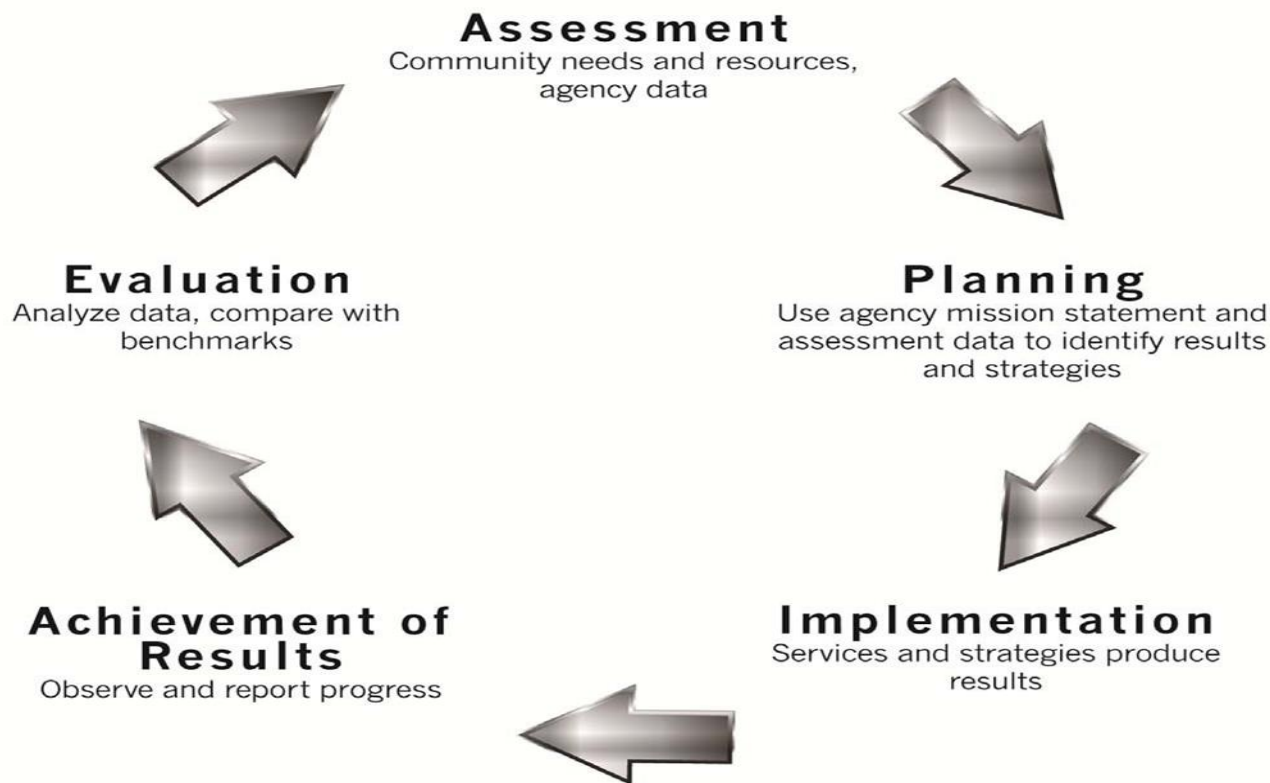 Assessment
Community needs and resources,
agency data
Evaluation
Analyze data, compare with
benchmarks
Planning
Use agency mission statement and
assessment data to identify results
and strategies
Achievement of
Results
Observe and report progress
Implementation
Services and strategies produce
results